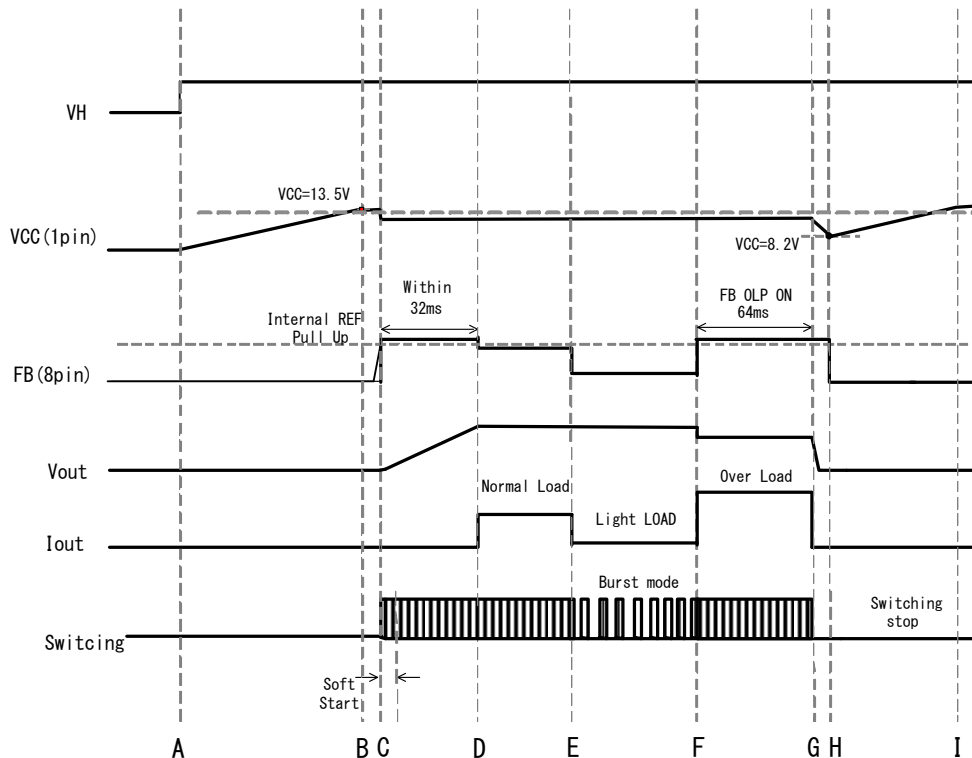 VH
VCC=13.5V
VCC(1pin)
VCC=8.2V
Within
32ms
FB OLP ON
64ms
Internal REF
Pull Up
FB(8pin)
Vout
Normal Load
Over Load
Light LOAD
Iout
Burst mode
Switching
stop
Switcing
Soft
Start
A B C D E F G H I